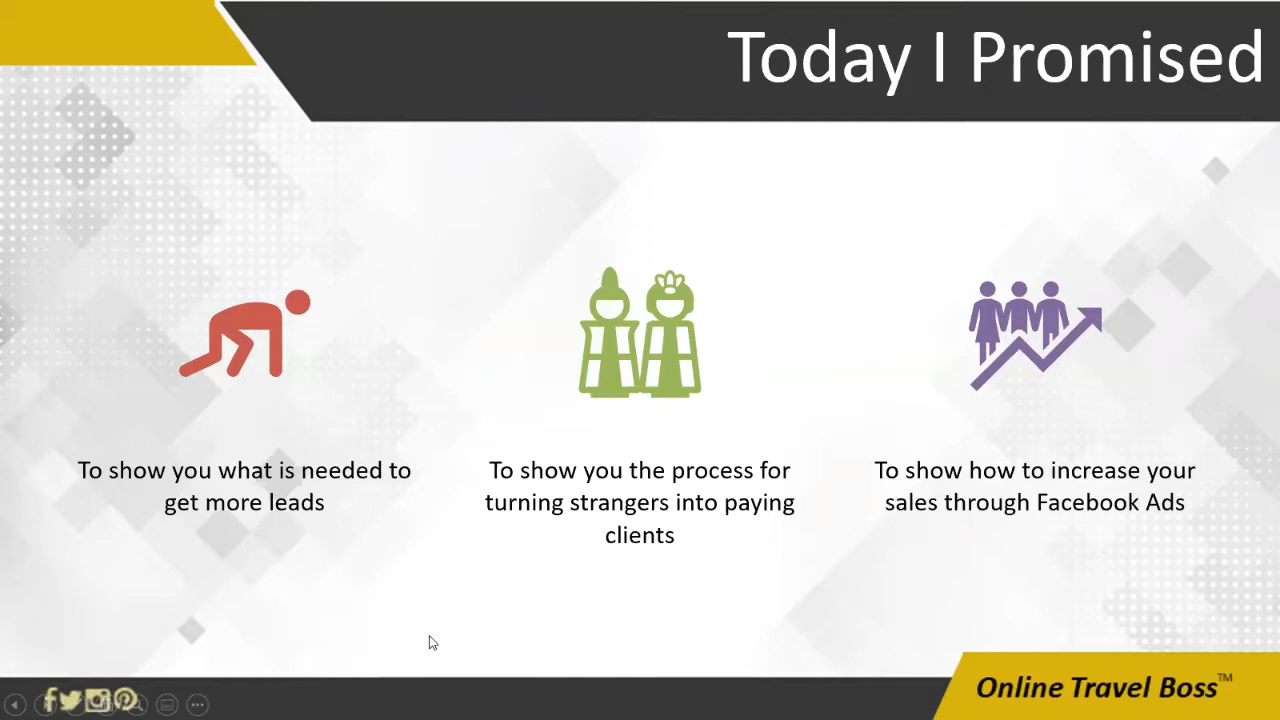 Today I Promised
To show you what is needed to
get more leads
To show you the process for
turning strangers into paying
clients
To show how to increase your
sales through Facebook Ads
Online Travel Boss™